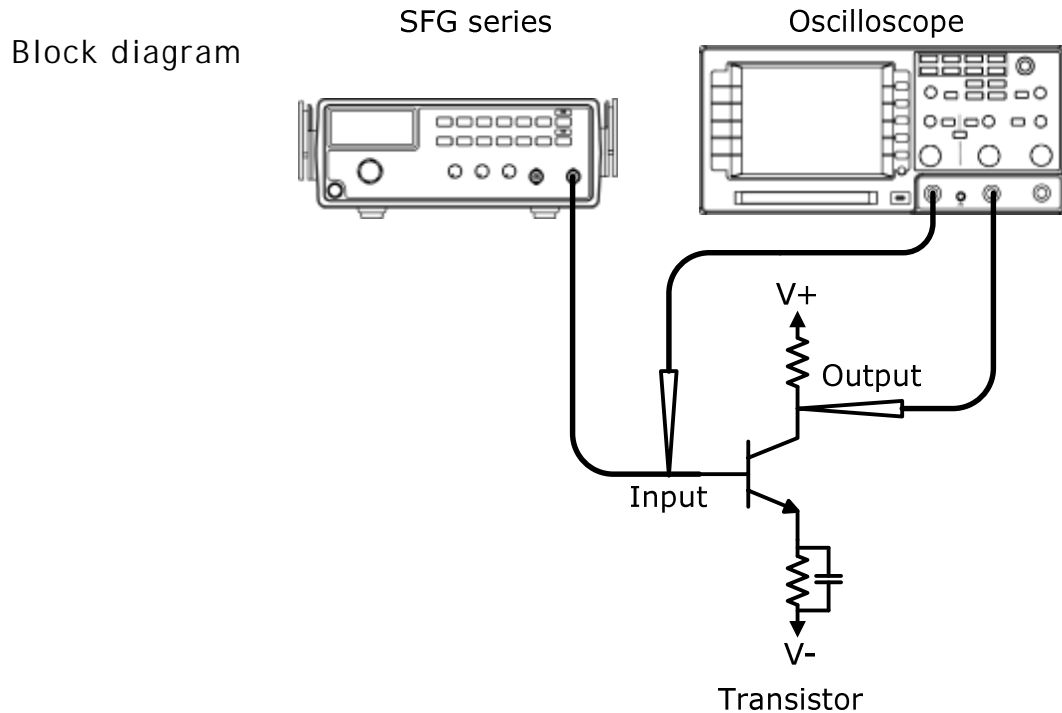 Block diagram
SFG series
Oscilloscope
V+
Output
Input
V-
Transistor